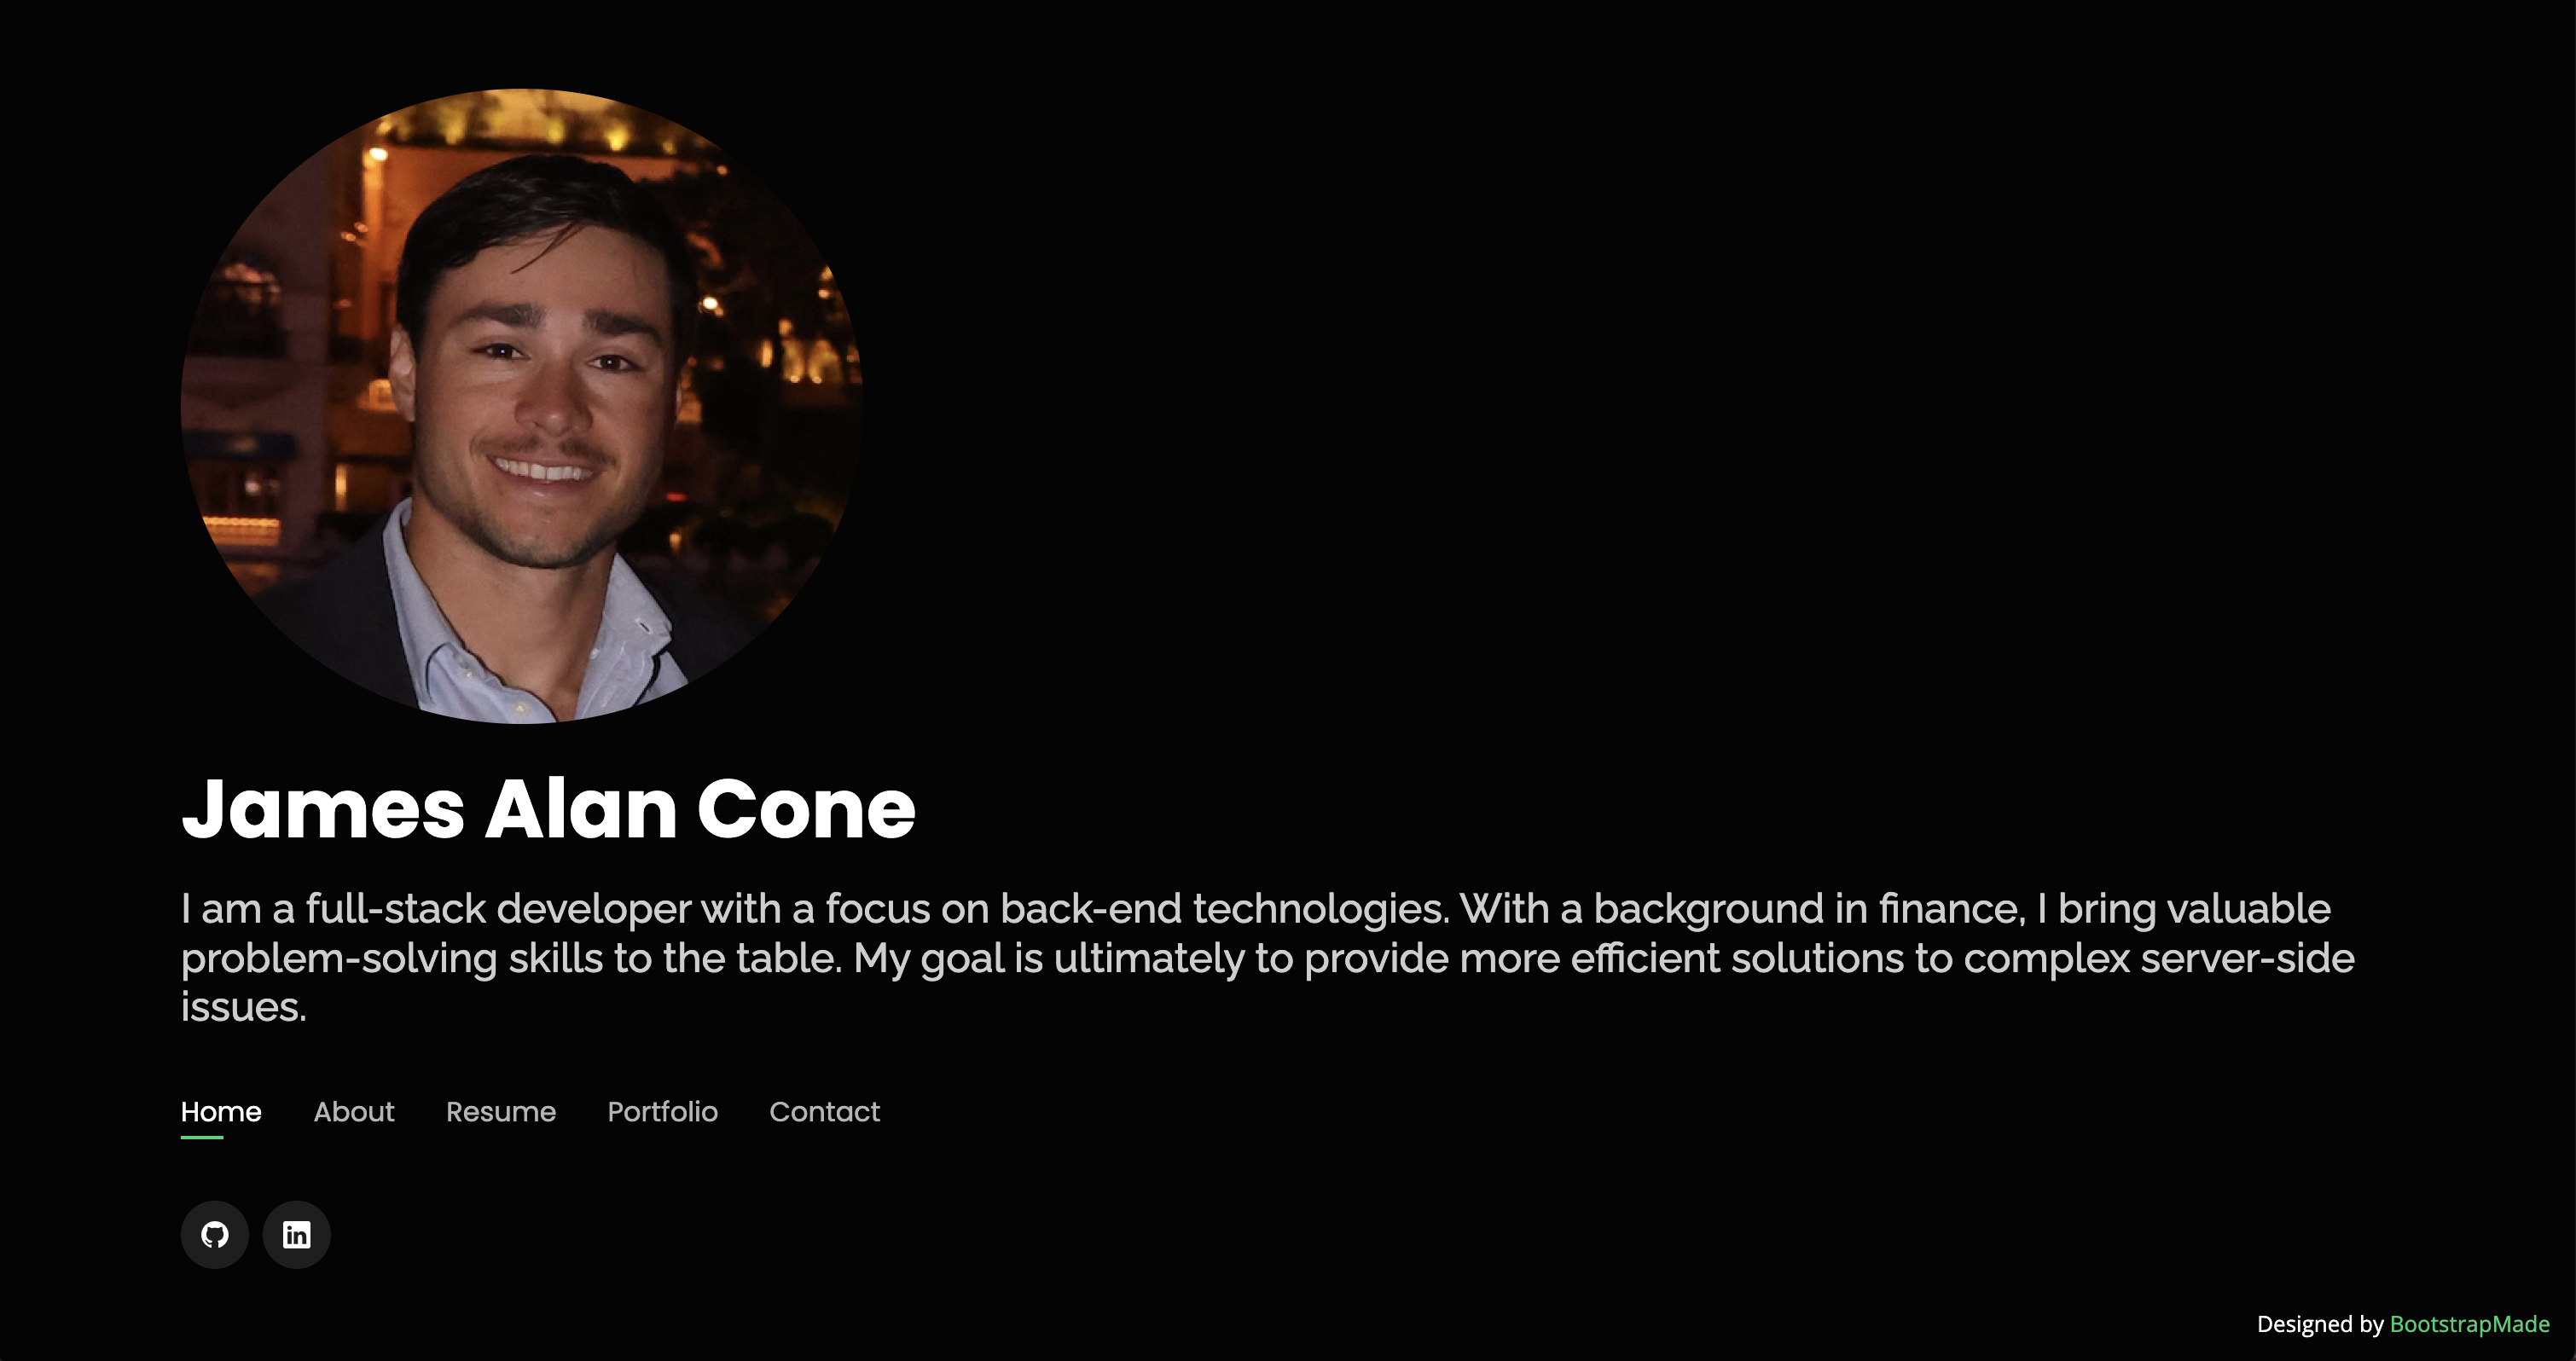 James Alan Cone
I am a full-stack developer with a focus on back-end technologies. With a background in finance, I bring valuable
problem-solving skills to the table. My goal is ultimately to provide more efficient solutions to complex server-side
issues.
Home About Resume Portfolio Contact
in
Designed by BootstrapMade